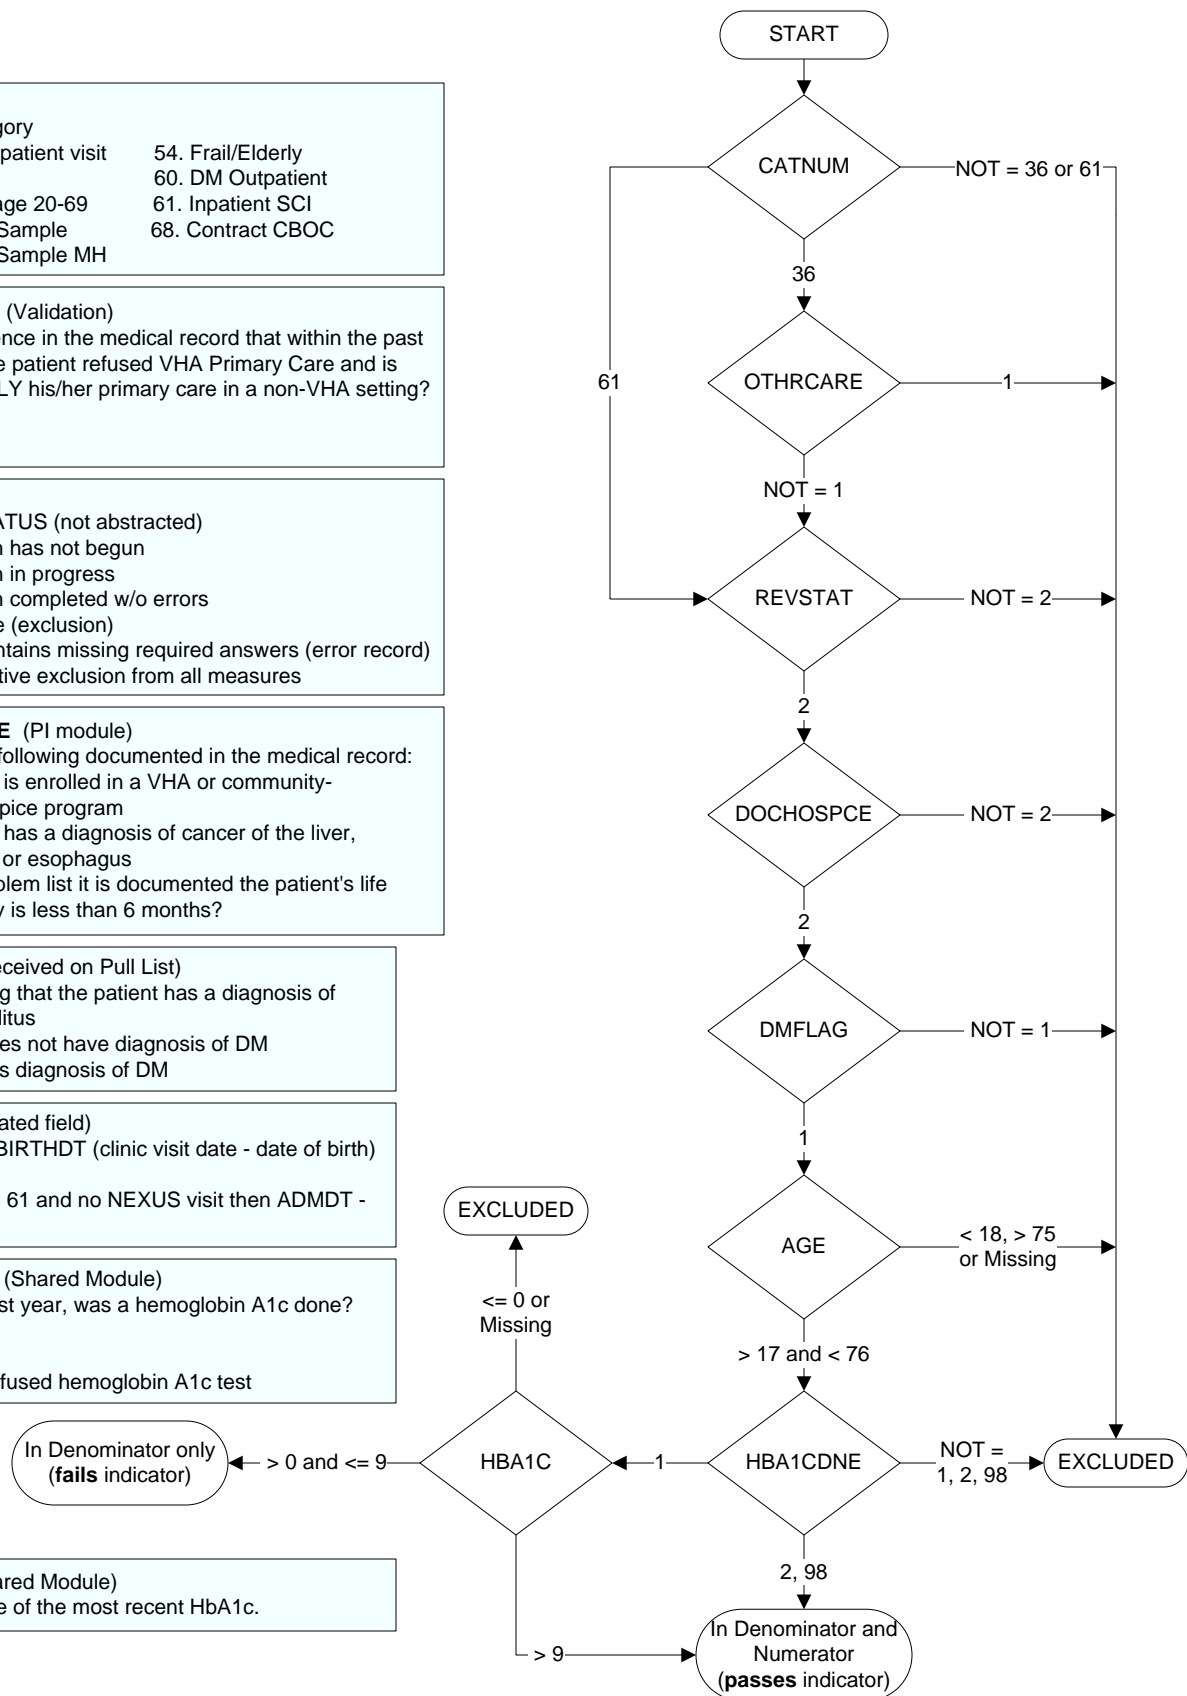 START
gory
patient visit 54. Frail/Elderly
60. DM Outpatient
age 20-69 61. Inpatient SCI
Sample 68. Contract CBOC
Sample MH
(Validation)
ence in the medical record that within the past
e patient refused VHA Primary Care and is
LY his/her primary care in a non-VHA setting?
ATUS (not abstracted)
n has not begun
n in progress
n completed w/o errors
e (exclusion)
ntains missing required answers (error record)
tive exclusion from all measures
E (PI module)
following documented in the medical record:
is enrolled in a VHA or community-
pice program
has a diagnosis of cancer of the liver,
or esophagus
blem list it is documented the patient's life
y is less than 6 months?
eceived on Pull List)
g that the patient has a diagnosis of
litus
es not have diagnosis of DM
s diagnosis of DM
ated field)
BIRTHDT (clinic visit date - date of birth)
61 and no NEXUS visit then ADMDT -
(Shared Module)
st year, was a hemoglobin A1c done?
fused hemoglobin A1c test
ared Module)
e of the most recent HbA1c.
CATNUM
NOT = 36 or 61
36
61
OTHRCARE
1
NOT = 1
REVSTAT
NOT = 2
2
DOCHOSPCE
NOT = 2
2
DMFLAG
NOT = 1
1
AGE
< 18, > 75
or Missing
> 17 and < 76
HBA1CDNE
NOT =
1, 2, 98
EXCLUDED
1
HBA1C
<= 0 or
Missing
EXCLUDED
> 0 and <= 9
In Denominator only
(fails indicator)
2, 98
> 9
In Denominator and
Numerator
(passes indicator)